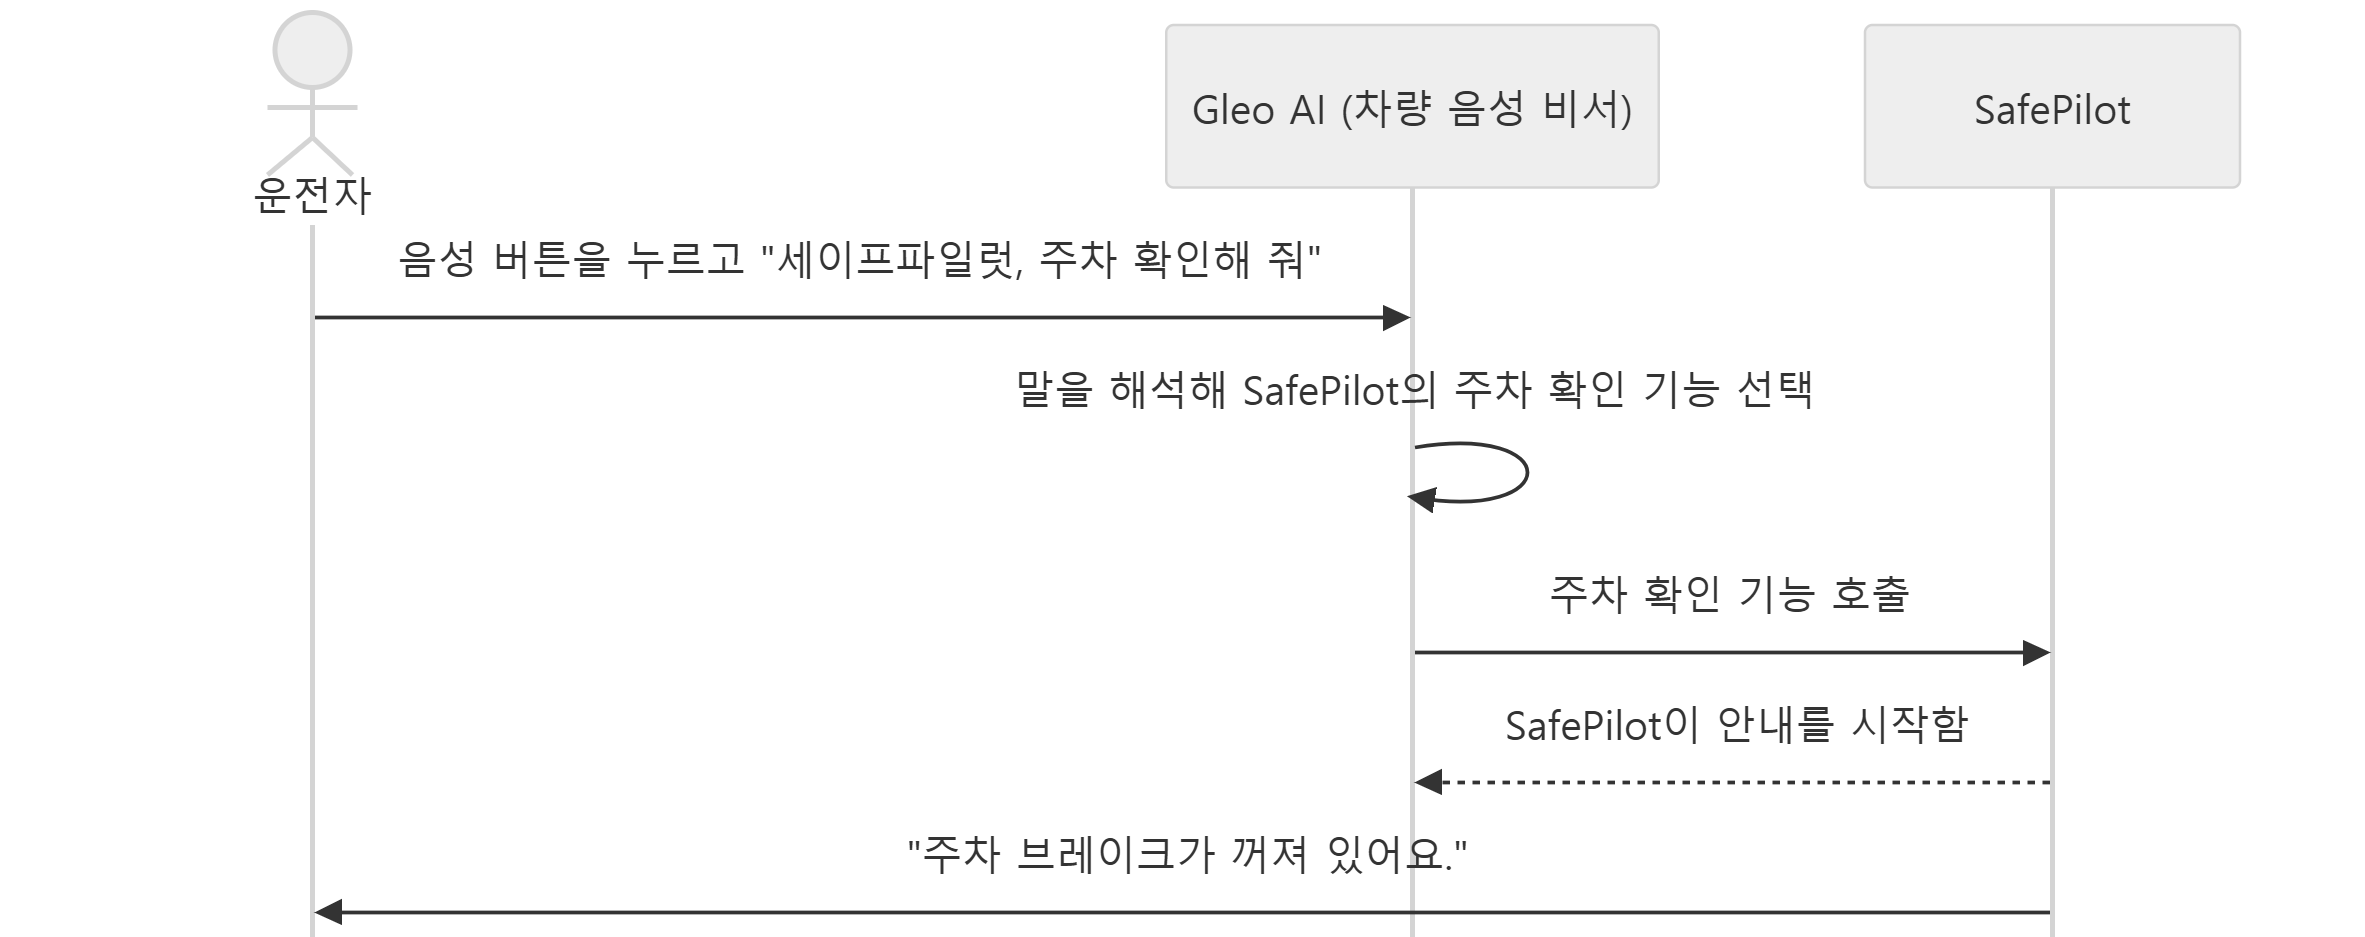 Gleo AI (차량 음성 비서)
SafePilot
운전자
음성 버튼을 누르고 "세이프파일럿, 주차 확인해 줘"
말을 해석해 SafePilot의 주차 확인 기능 선택
주차 확인 기능 호출
SafePilot이 안내를 시작함
"주차 브레이크가 꺼져 있어요."